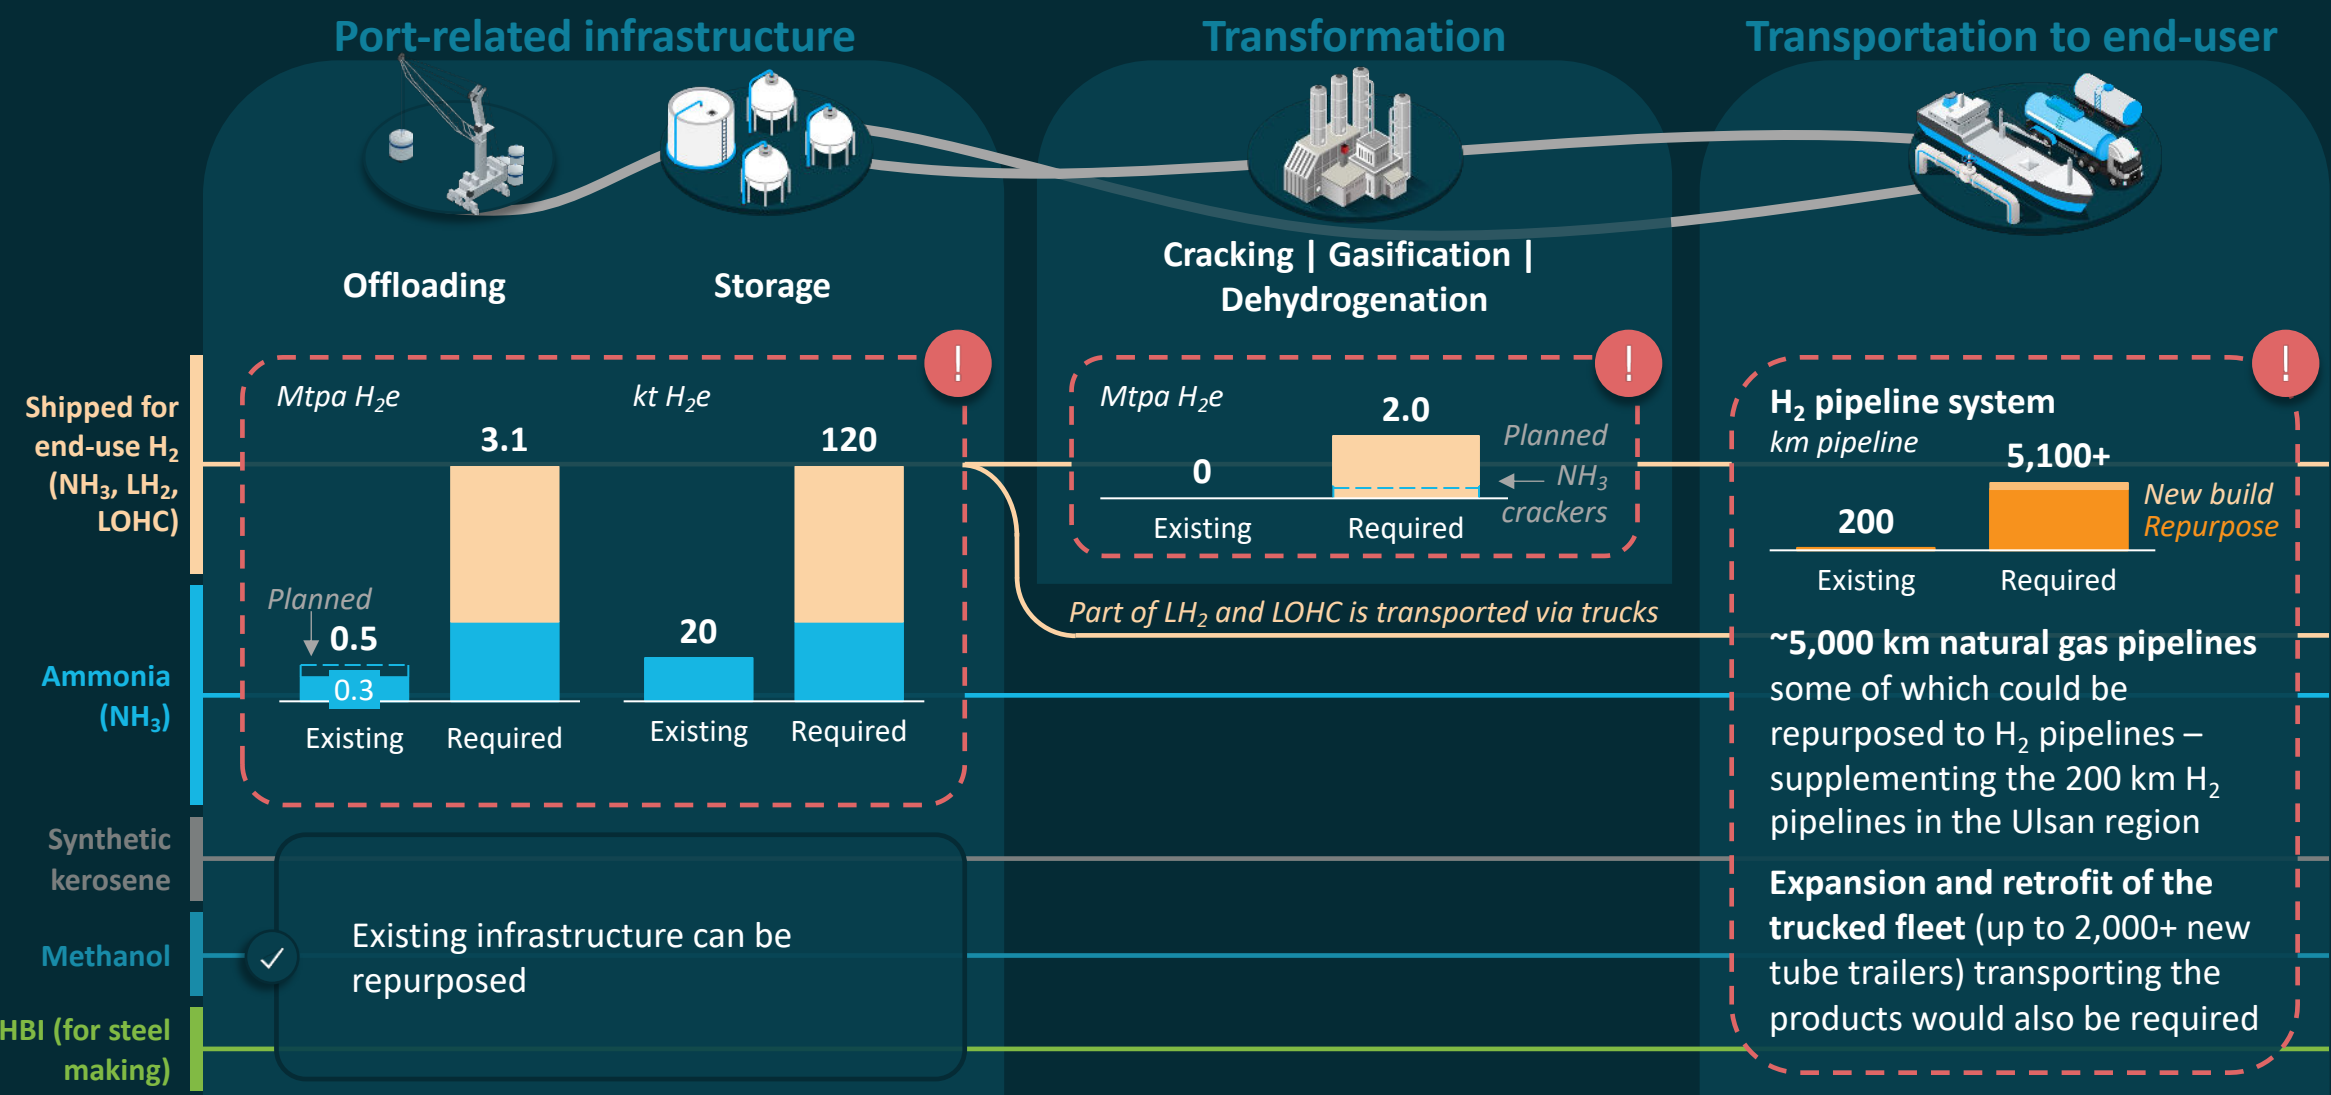 Port-related infrastructure
Transformation
Transportation to end-user
Offloading
Storage
Cracking | Gasification |
Dehydrogenation
Shipped for
end-use H₂
(NH₃, LH₂,
LOHC)
Mtpa H₂e
3.1
Planned
0.5
0.3
Existing
Required
kt H₂e
120
20
Existing
Required
!
Mtpa H₂e
2.0
0
Planned
NH₃
crackers
Existing
Required
!
Part of LH₂ and LOHC is transported via trucks
H₂ pipeline system
km pipeline
5,100+
200
New build
Repurpose
Existing
Required
!
~5,000 km natural gas pipelines
some of which could be
repurposed to H₂ pipelines –
supplementing the 200 km H₂
pipelines in the Ulsan region
Expansion and retrofit of the
trucked fleet (up to 2,000+ new
tube trailers) transporting the
products would also be required
Ammonia
(NH₃)
Synthetic
kerosene
Methanol
HBI (for steel
making)
Existing infrastructure can be
repurposed